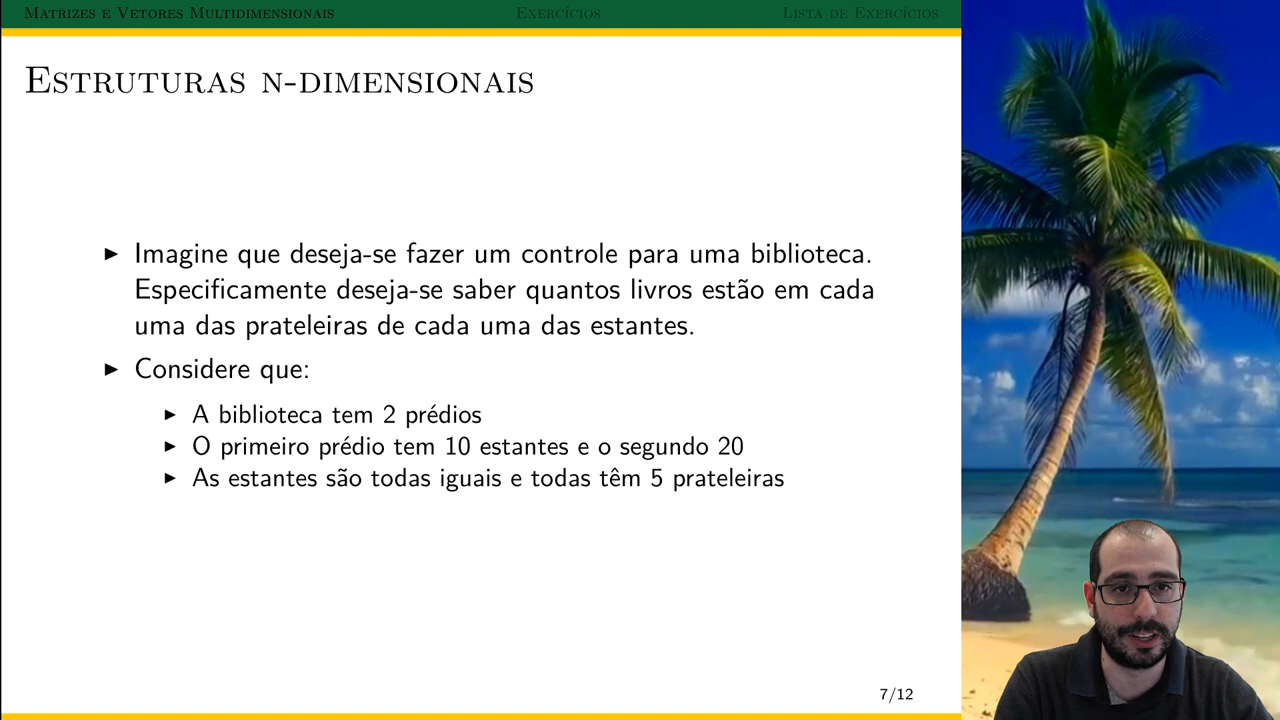 Matrizes e Vetores Multidimensionais
Exercícios
Lista de Exercícios
Estruturas n-dimensionais
▶ Imagine que deseja-se fazer um controle para uma biblioteca.
Especificamente deseja-se saber quantos livros estão em cada
uma das prateleiras de cada uma das estantes.
▶ Considere que:
▶ A biblioteca tem 2 prédios
▶ O primeiro prédio tem 10 estantes e o segundo 20
▶ As estantes são todas iguais e todas têm 5 prateleiras
7/12